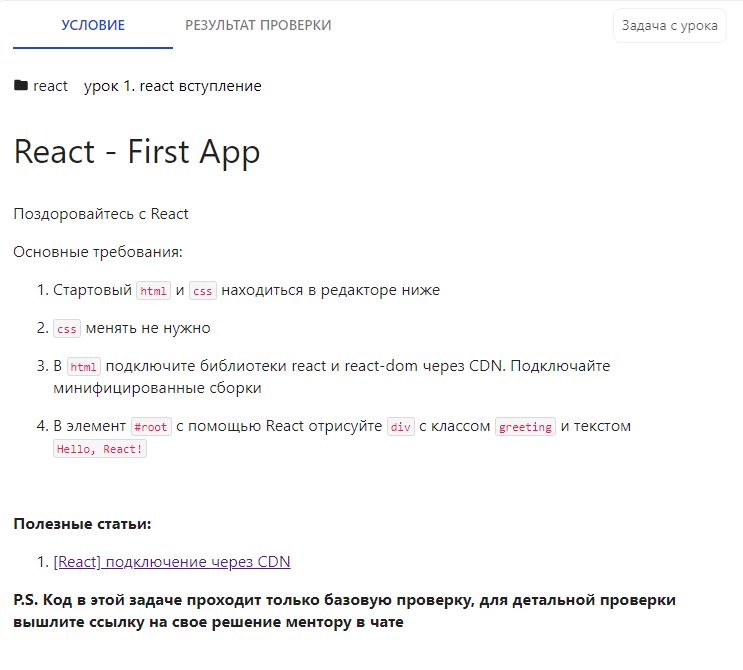 УСЛОВИЕ РЕЗУЛЬТАТ ПРОВЕРКИ Задача с урока
react урок 1. react вступление
React - First App
Поздоровайтесь с React
Основные требования:
1. Стартовый html и css находиться в редакторе ниже
2. css менять не нужно
3. В html подключите библиотеки react и react-dom через CDN. Подключайте
минифицированные сборки
4. В элемент #root с помощью React отрисуйте div с классом greeting и текстом
Hello, React!
Полезные статьи:
1. [React] подключение через CDN
P.S. Код в этой задаче проходит только базовую проверку, для детальной проверки
вышлите ссылку на свое решение ментору в чате